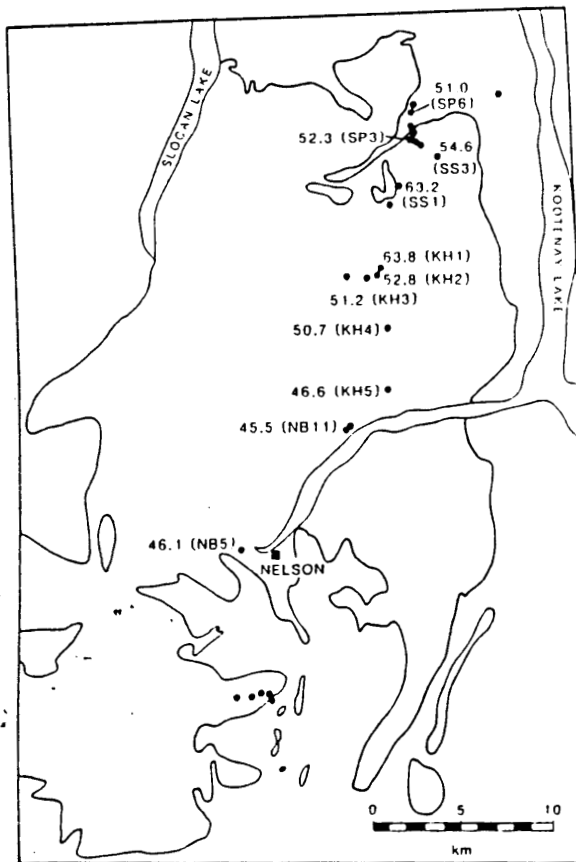 SLOCAN LAKE
51.0
(SP6)
52.3 (SP3)
54.6
(SS3)
63.2
(SS1)
KOOTENAY LAKE
63.8 (KH1)
52.8 (KH2)
51.2 (KH3)
50.7 (KH4)
46.6 (KH5)
45.5 (NB11)
46.1 (NB5)
NELSON
0 5 10
km